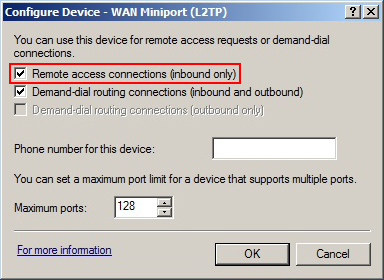 Configure Device - WAN Miniport (L2TP)
You can use this device for remote access requests or demand-dial
connections.
Remote access connections (inbound only)
Demand-dial routing connections (inbound and outbound)
Demand-dial routing connections (outbound only)
Phone number for this device:
You can set a maximum port limit for a device that supports multiple ports.
Maximum ports: 128
For more information
OK Cancel